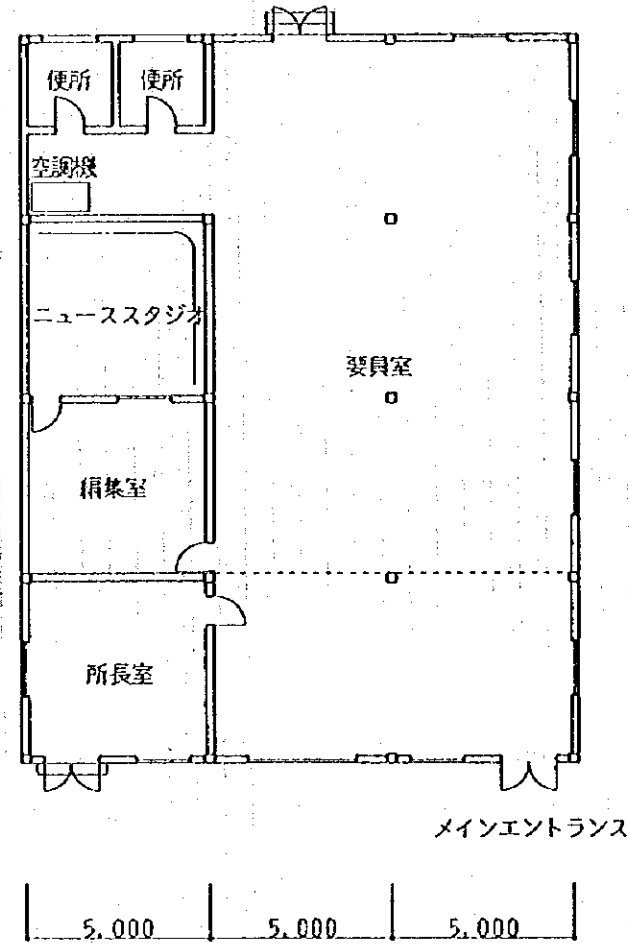 便所 便所
空調機
ニューススタジオ
要員室
編集室
所長室
メインエントランス
5,000 5,000 5,000